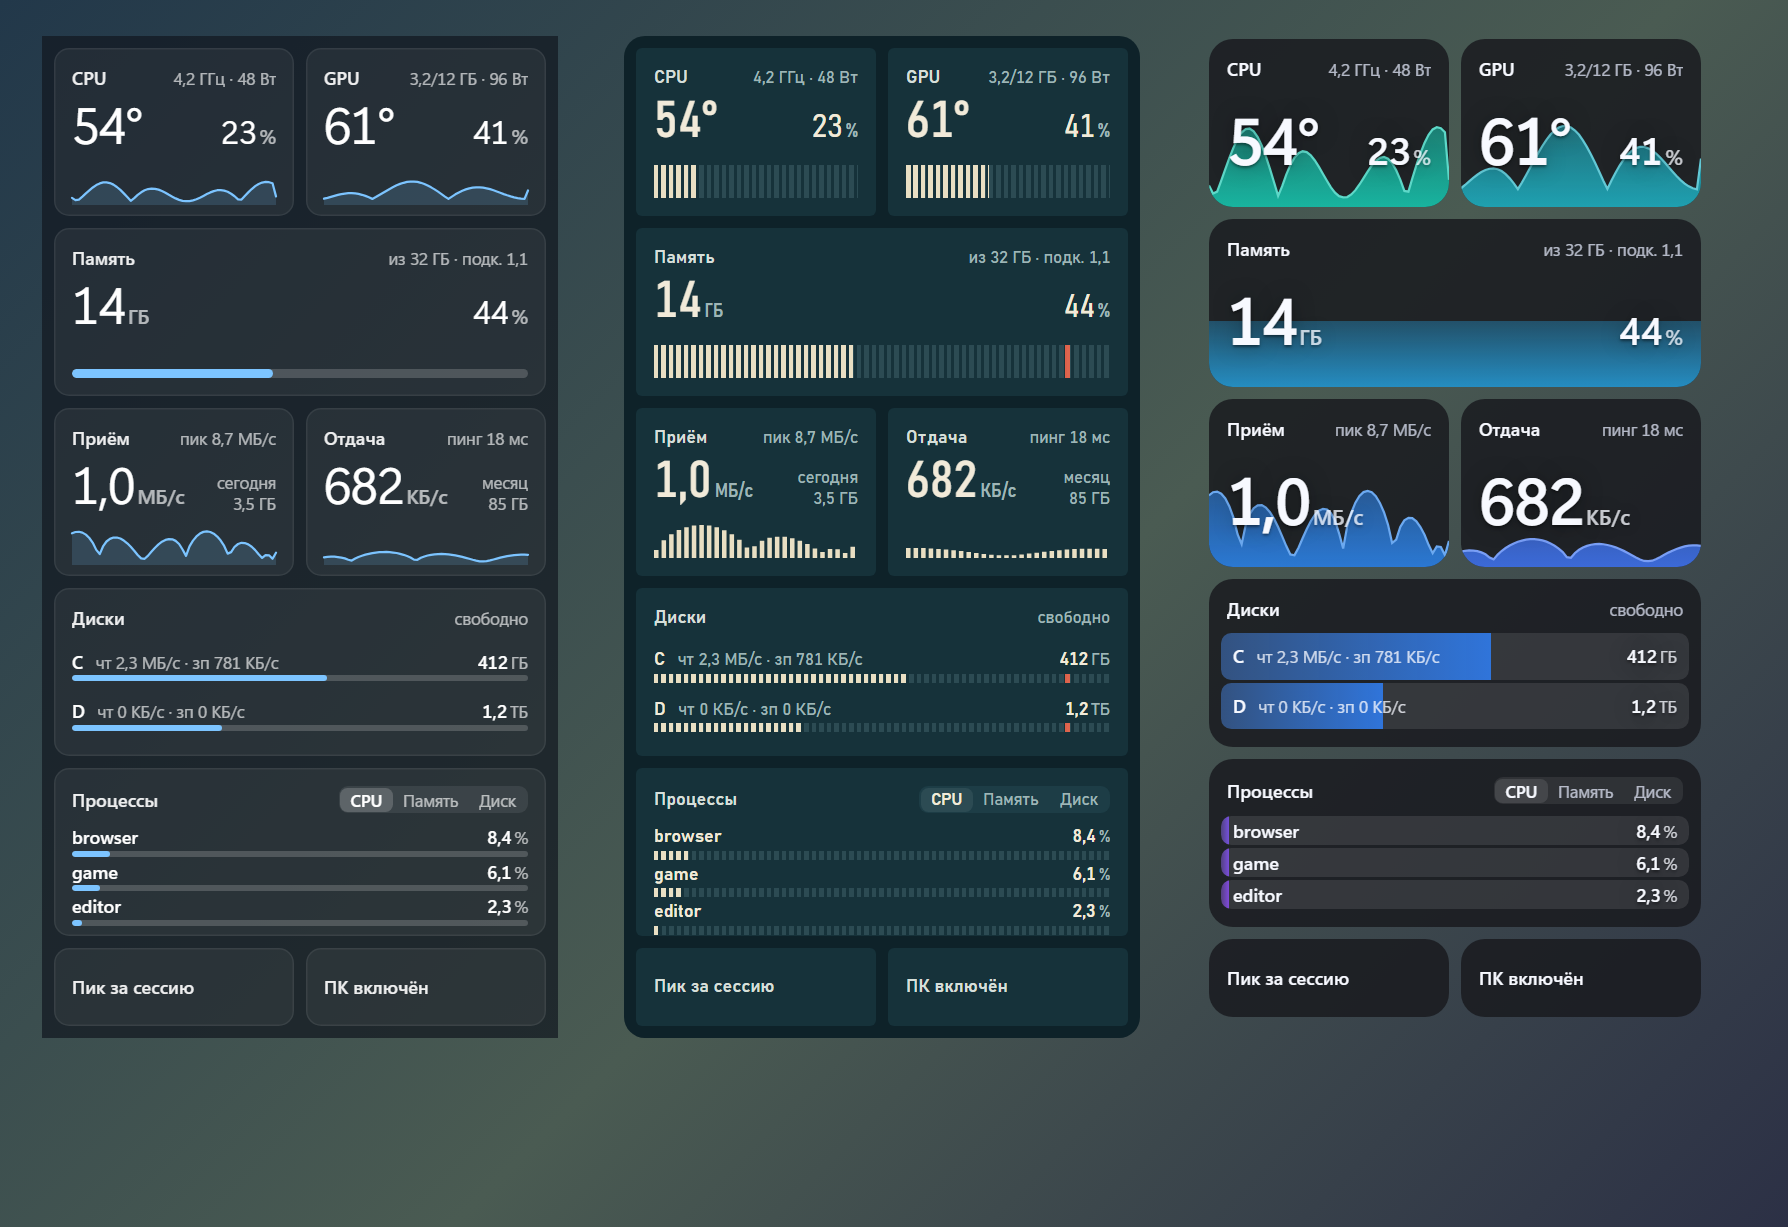 CPU 4,2 ГГц · 48 Вт
54° 23 %
GPU 3,2/12 ГБ · 96 Вт
61° 41 %
Память из 32 ГБ · подк. 1,1
14 ГБ 44 %
Приём пик 8,7 МБ/с
1,0 МБ/с сегодня
3,5 ГБ
Отдача пинг 18 мс
682 КБ/с месяц
85 ГБ
Диски свободно
C чт 2,3 МБ/с · зп 781 КБ/с 412 ГБ
D чт 0 КБ/с · зп 0 КБ/с 1,2 ТБ
Процессы CPU Память Диск
browser 8,4 %
game 6,1 %
editor 2,3 %
Пик за сессию
ПК включён
CPU 4,2 ГГц · 48 Вт
54° 23 %
GPU 3,2/12 ГБ · 96 Вт
61° 41 %
Память из 32 ГБ · подк. 1,1
14 ГБ 44 %
Приём пик 8,7 МБ/с
1,0 МБ/с сегодня
3,5 ГБ
Отдача пинг 18 мс
682 КБ/с месяц
85 ГБ
Диски свободно
C чт 2,3 МБ/с · зп 781 КБ/с 412 ГБ
D чт 0 КБ/с · зп 0 КБ/с 1,2 ТБ
Процессы CPU Память Диск
browser 8,4 %
game 6,1 %
editor 2,3 %
Пик за сессию
ПК включён
CPU 4,2 ГГц · 48 Вт
54° 23 %
GPU 3,2/12 ГБ · 96 Вт
61° 41 %
Память из 32 ГБ · подк. 1,1
14 ГБ 44 %
Приём пик 8,7 МБ/с
1,0 МБ/с
Отдача пинг 18 мс
682 КБ/с
Диски свободно
C чт 2,3 МБ/с · зп 781 КБ/с 412 ГБ
D чт 0 КБ/с · зп 0 КБ/с 1,2 ТБ
Процессы CPU Память Диск
browser 8,4 %
game 6,1 %
editor 2,3 %
Пик за сессию
ПК включён